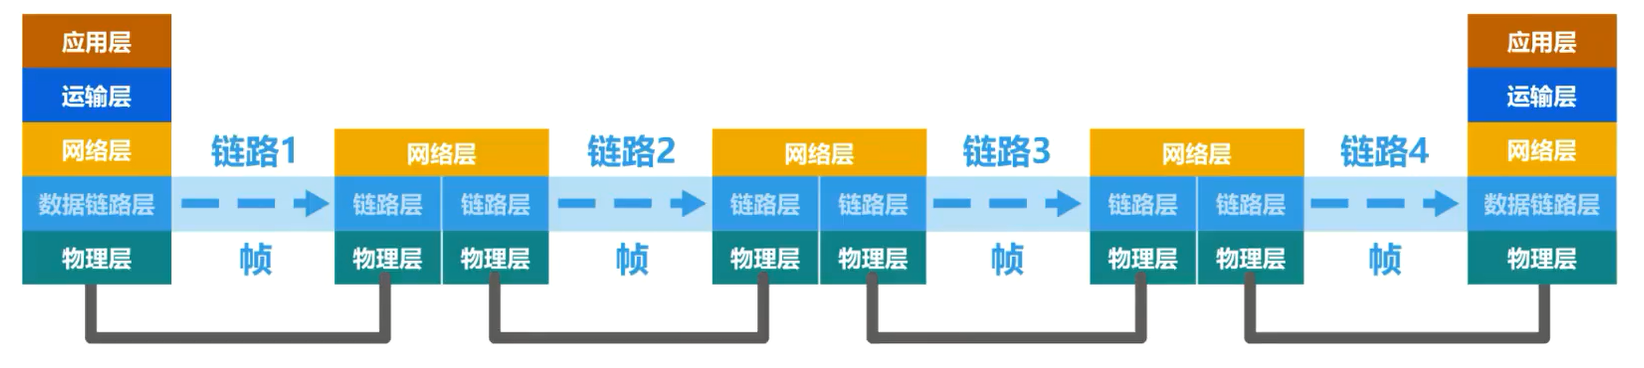 应用层
运输层
网络层
数据链路层
物理层
链路1
帧
网络层
链路层 链路层
物理层 物理层
链路2
帧
网络层
链路层 链路层
物理层 物理层
链路3
帧
网络层
链路层 链路层
物理层 物理层
链路4
帧
应用层
运输层
网络层
数据链路层
物理层